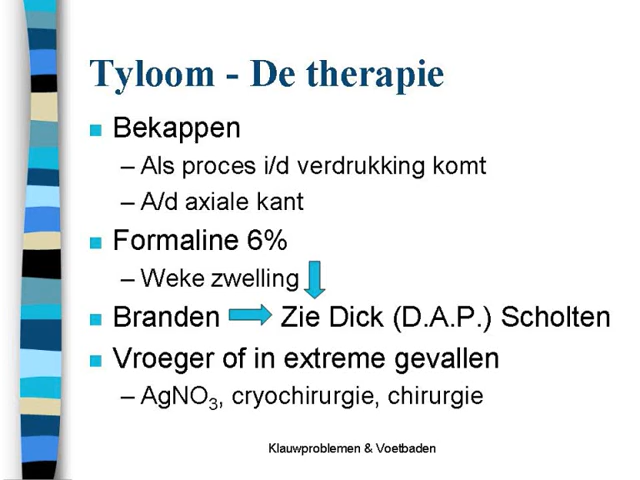 Tyloom - De therapie
Bekappen
– Als proces i/d verdrukking komt
– A/d axiale kant
Formaline 6%
– Weke zwelling
Branden Zie Dick (D.A.P.) Scholten
Vroeger of in extreme gevallen
– AgNO₃, cryochirurgie, chirurgie
Klauwproblemen & Voetbaden